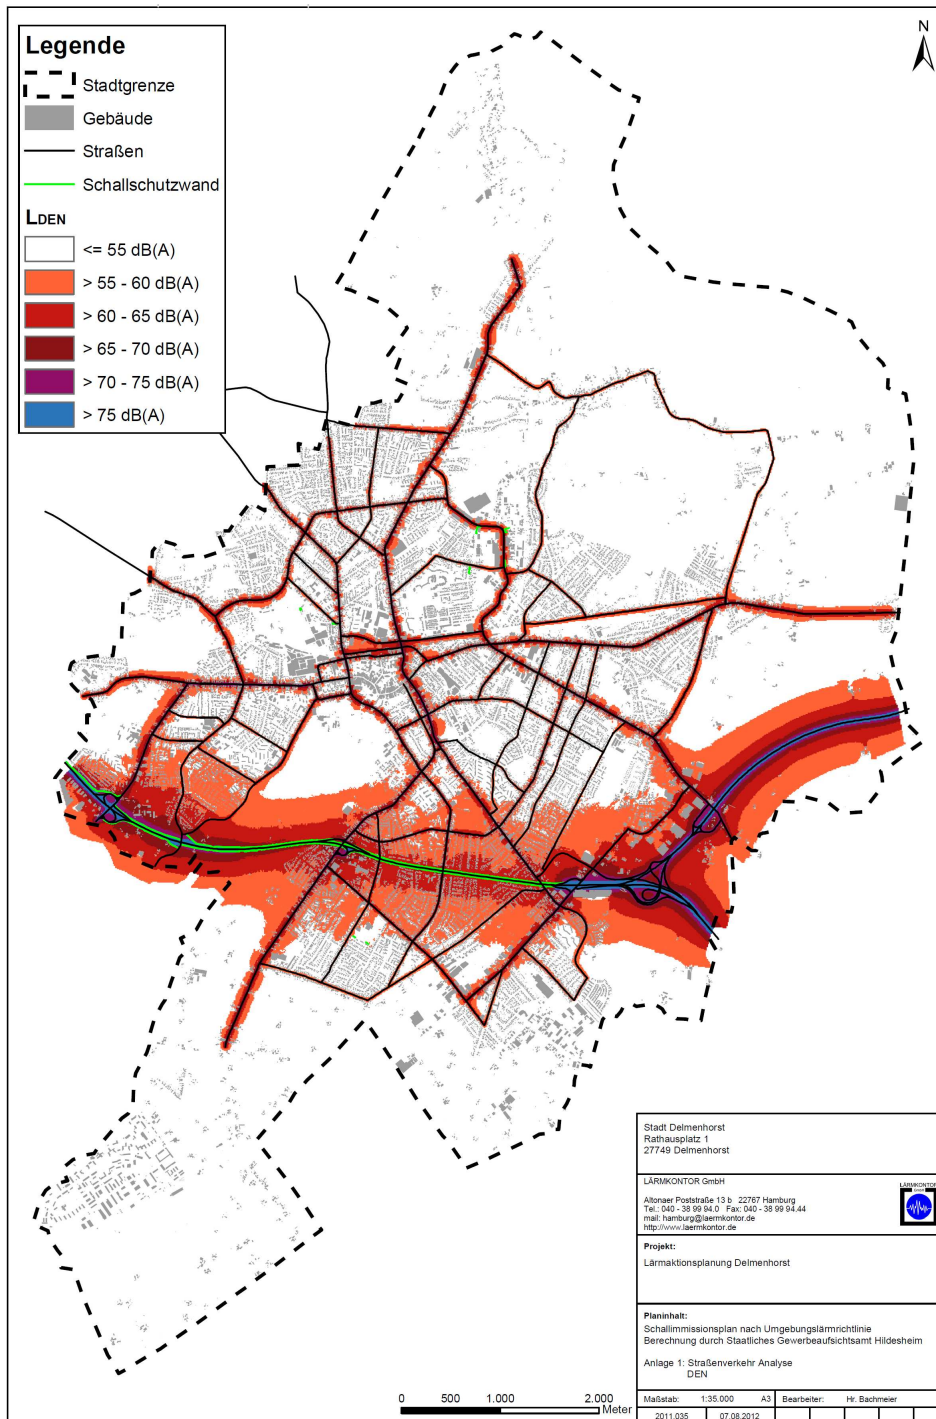 Legende
Stadtgrenze
Gebäude
Straßen
Schallschutzwand
LDEN
<= 55 dB(A)
> 55 - 60 dB(A)
> 60 - 65 dB(A)
> 65 - 70 dB(A)
> 70 - 75 dB(A)
> 75 dB(A)
N
0 500 1.000 2.000
Meter
Stadt Delmenhorst
Rathausplatz 1
27749 Delmenhorst
LÄRMKONTOR GmbH
Altonaer Poststraße 13 b 22767 Hamburg
Tel.: 040 - 38 99 94.0 Fax: 040 - 38 99 94.44
mail: hamburg@laermkontor.de
http://www.laermkontor.de
LÄRMKONTOR
Projekt:
Lärmaktionsplanung Delmenhorst
Planinhalt:
Schallimmissionsplan nach Umgebungslärmrichtlinie
Berechnung durch Staatliches Gewerbeaufsichtsamt Hildesheim
Anlage 1: Straßenverkehr Analyse
DEN
Maßstab: 1:35.000 A3 Bearbeiter: Hr. Bachmeier
2011.035 07.08.2012